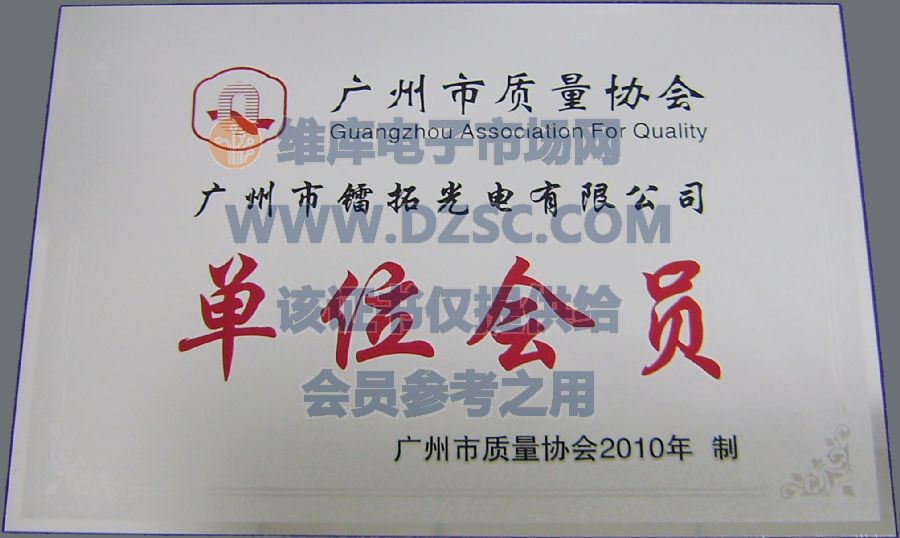 广州市质量协会
Guangzhou Association For Quality
维库电子市场网
广州市镭拓光电有限公司
WWW.DZSC.COM
单位会员
该证书仅提供给
会员参考之用
广州市质量协会2010年 制